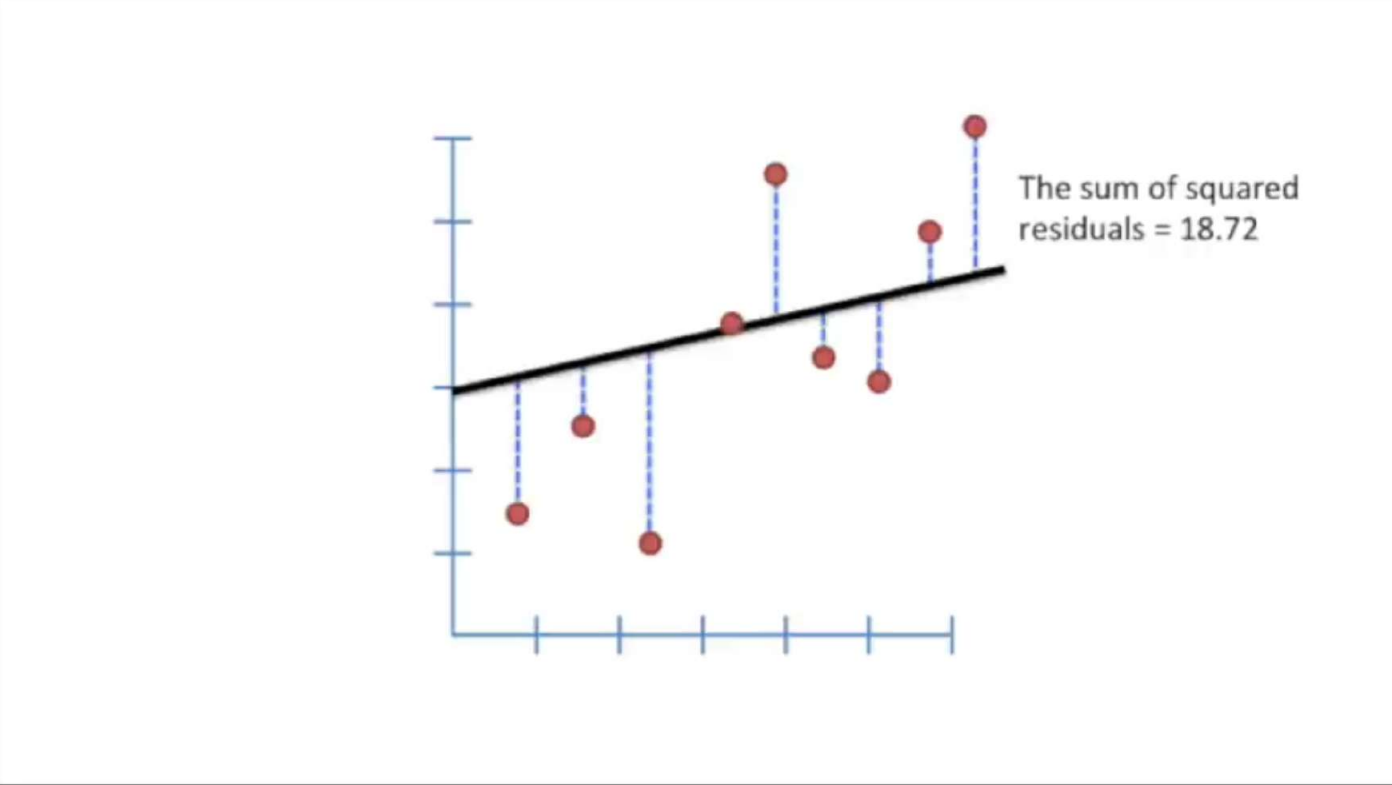 The sum of squared
residuals = 18.72